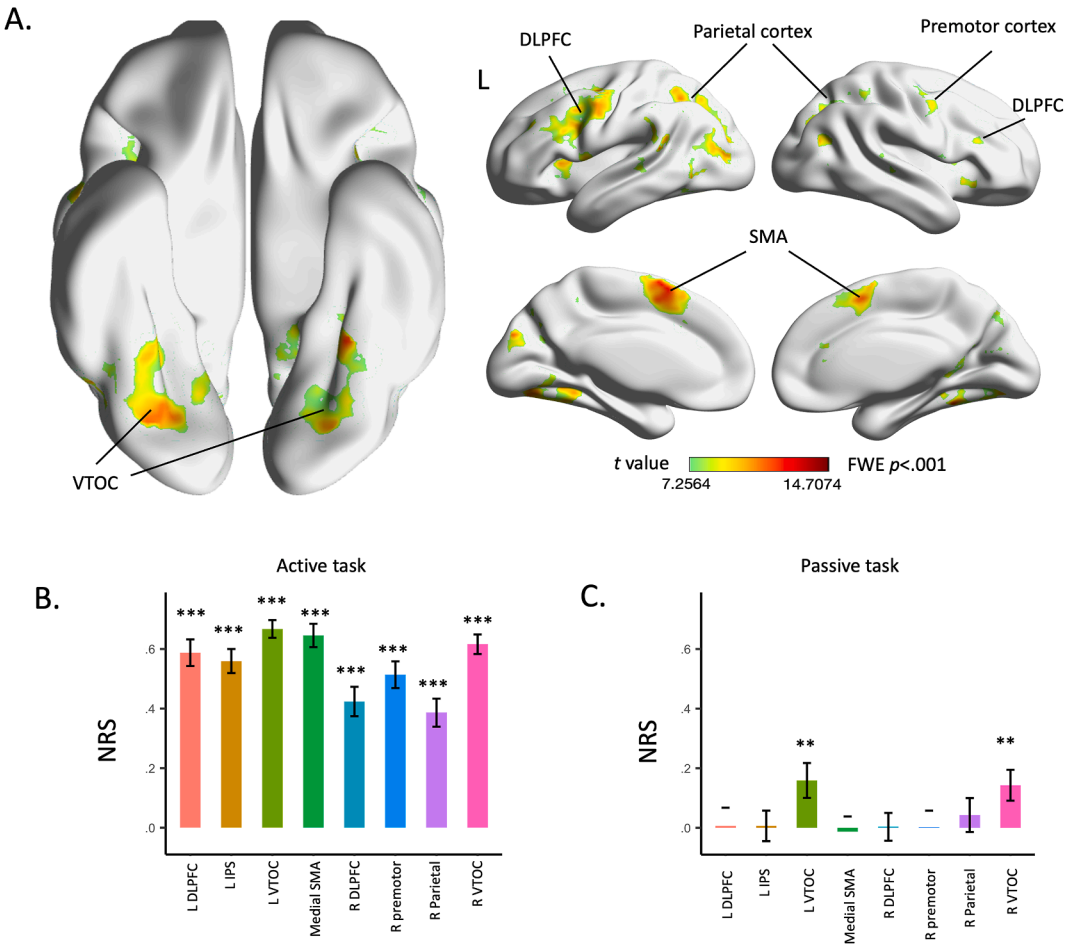 A.
DLPFC
Parietal cortex
Premotor cortex
L
DLPFC
SMA
VTOC
t value
7.2564
14.7074
FWE p<.001
B.
Active task
NRS
.6
.4
.2
.0
***
***
***
***
***
***
***
***
L DLPFC
L IPS
L VTOC
Medial SMA
R DLPFC
R premotor
R Parietal
R VTOC
C.
Passive task
NRS
.6
.4
.2
.0
**
**
L DLPFC
L IPS
L VTOC
Medial SMA
R DLPFC
R premotor
R Parietal
R VTOC